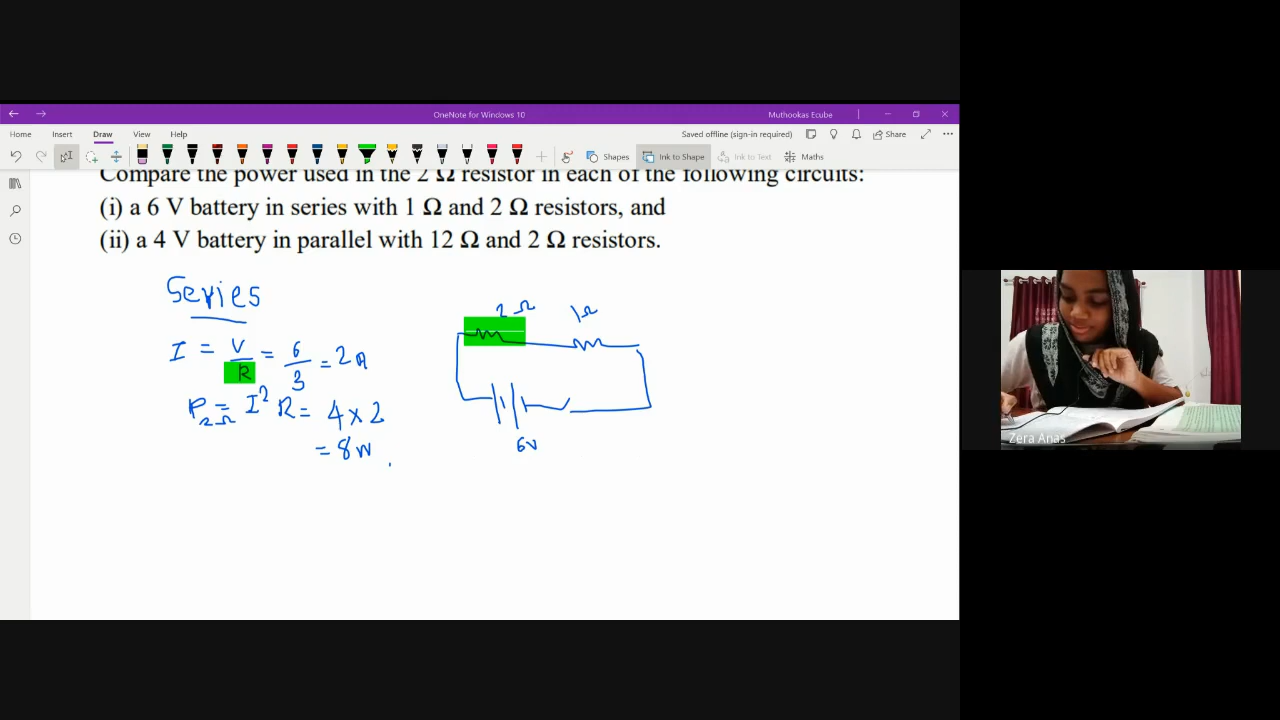 OneNote for Windows 10
Muthookas Ecube
Home Insert Draw View Help
Saved offline (sign-in required)
Share
Shapes
Ink to Shape
Ink to Text
Maths
Compare the power used in the 2 Ω resistor in each of the following circuits:
(i) a 6 V battery in series with 1 Ω and 2 Ω resistors, and
(ii) a 4 V battery in parallel with 12 Ω and 2 Ω resistors.
Series
I = V/R = 6/3 = 2A
P2Ω = I² R = 4 × 2
= 8W
2 Ω
1Ω
6V
Zera Anas